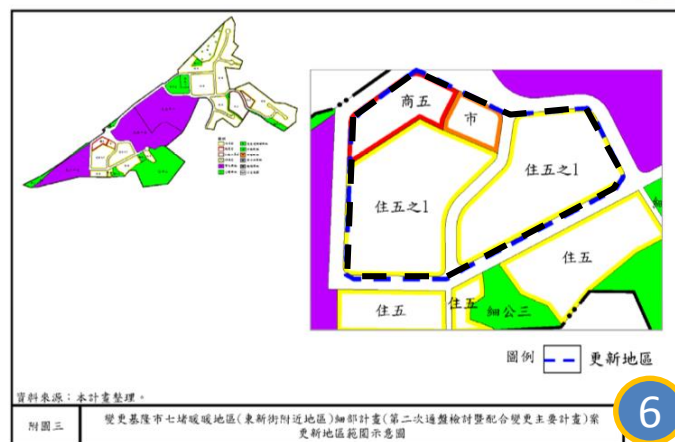 商五
市
住五之1
住五之1
住五
住五
住五
細公三
細
圖例
更新地區
資料來源：本計畫整理。
附圖三
變更基隆市七堵暖暖地區(東新街附近地區)細部計畫(第二次通盤檢討暨配合變更主要計畫)案
更新地區範圍示意圖
6